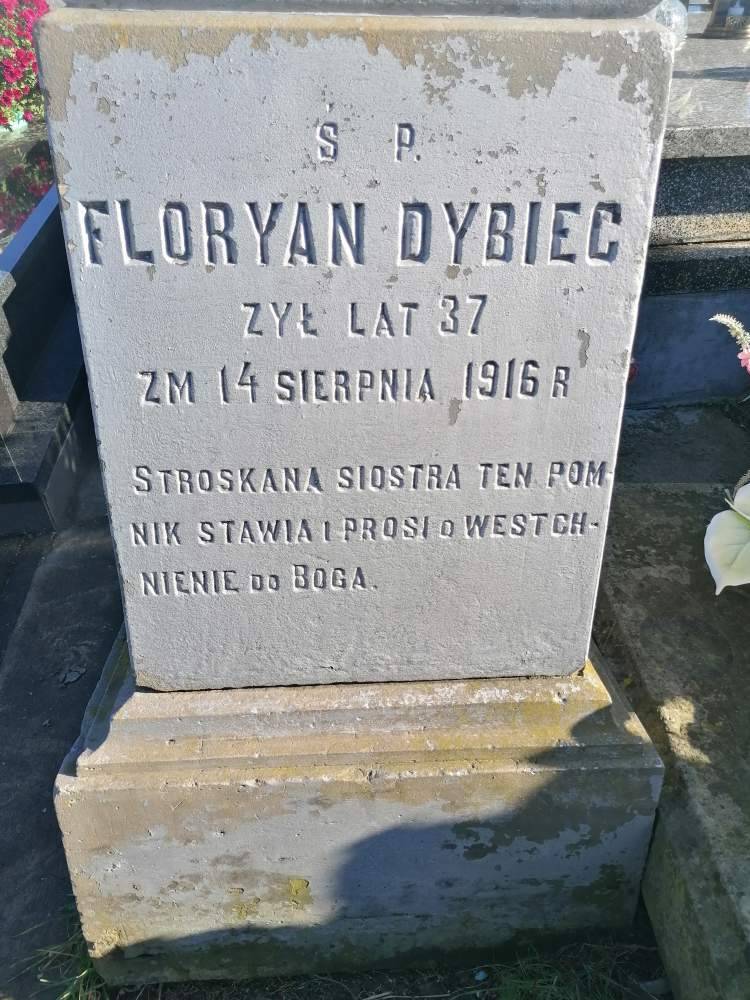 Ś P.
FLORYAN DYBIEC
ZYŁ LAT 37
ZM 14 SIERPNIA 1916 R
STROSKANA SIOSTRA TEN POM-
NIK STAWIA I PROSI O WESTCH-
NIENIE DO BOGA.